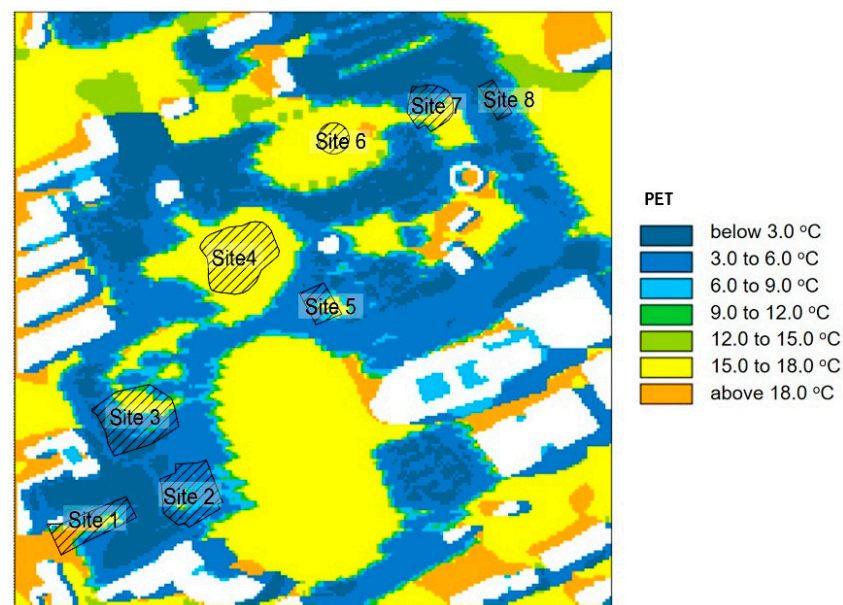 Site 7
Site 8
Site 6
Site4
Site 5
Site 3
Site 2
Site 1
PET
below 3.0 °C
3.0 to 6.0 °C
6.0 to 9.0 °C
9.0 to 12.0 °C
12.0 to 15.0 °C
15.0 to 18.0 °C
above 18.0 °C